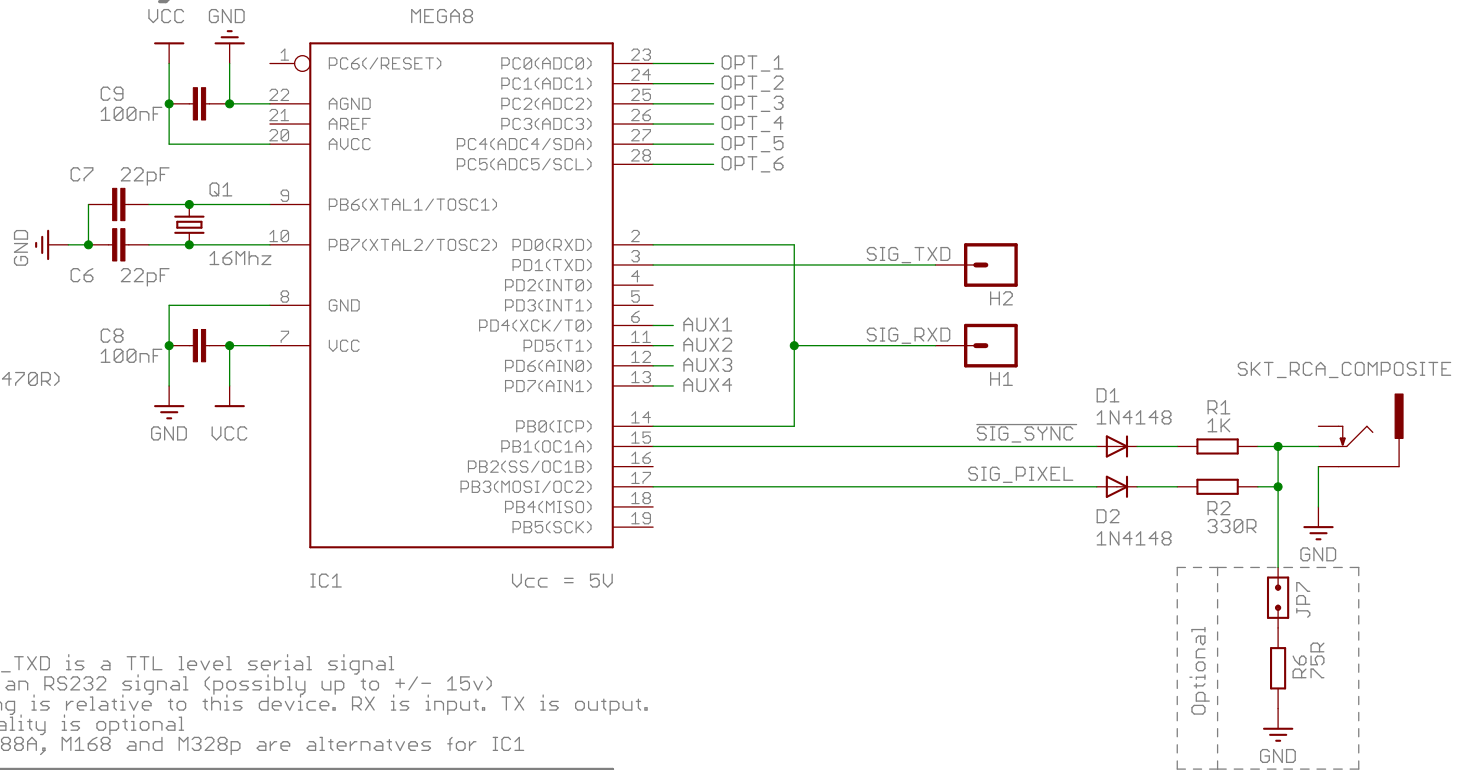 VCC GND
MEGA8
C9
100nF
1 PC6(/RESET)
22 AGND
21 AREF
20 AVCC
C7 22pF
Q1
9 PB6(XTAL1/TOSC1)
10 PB7(XTAL2/TOSC2)
16Mhz
GND
C6 22pF
8 GND
C8
100nF
7 VCC
GND VCC
470R)
PC0(ADC0) 23 OPT_1
PC1(ADC1) 24 OPT_2
PC2(ADC2) 25 OPT_3
PC3(ADC3) 26 OPT_4
PC4(ADC4/SDA) 27 OPT_5
PC5(ADC5/SCL) 28 OPT_6
PD0(RXD) 2
PD1(TXD) 3
PD2(INT0) 4
PD3(INT1) 5
PD4(XCK/T0) 6 AUX1
PD5(T1) 11 AUX2
PD6(AIN0) 12 AUX3
PD7(AIN1) 13 AUX4
PB0(ICP) 14
PB1(OC1A) 15
PB2(SS/OC1B) 16
PB3(MOSI/OC2) 17
PB4(MISO) 18
PB5(SCK) 19
SIG_TXD
H2
SIG_RXD
H1
SIG_SYNC
SIG_PIXEL
D1
1N4148
R1
1K
D2
1N4148
R2
330R
SKT_RCA_COMPOSITE
GND
Optional
JP7
R6
75R
GND
IC1 Vcc = 5V
_TXD is a TTL level serial signal
an RS232 signal (possibly up to +/- 15v)
ng is relative to this device. RX is input. TX is output.
ality is optional
88A, M168 and M328p are alternatves for IC1